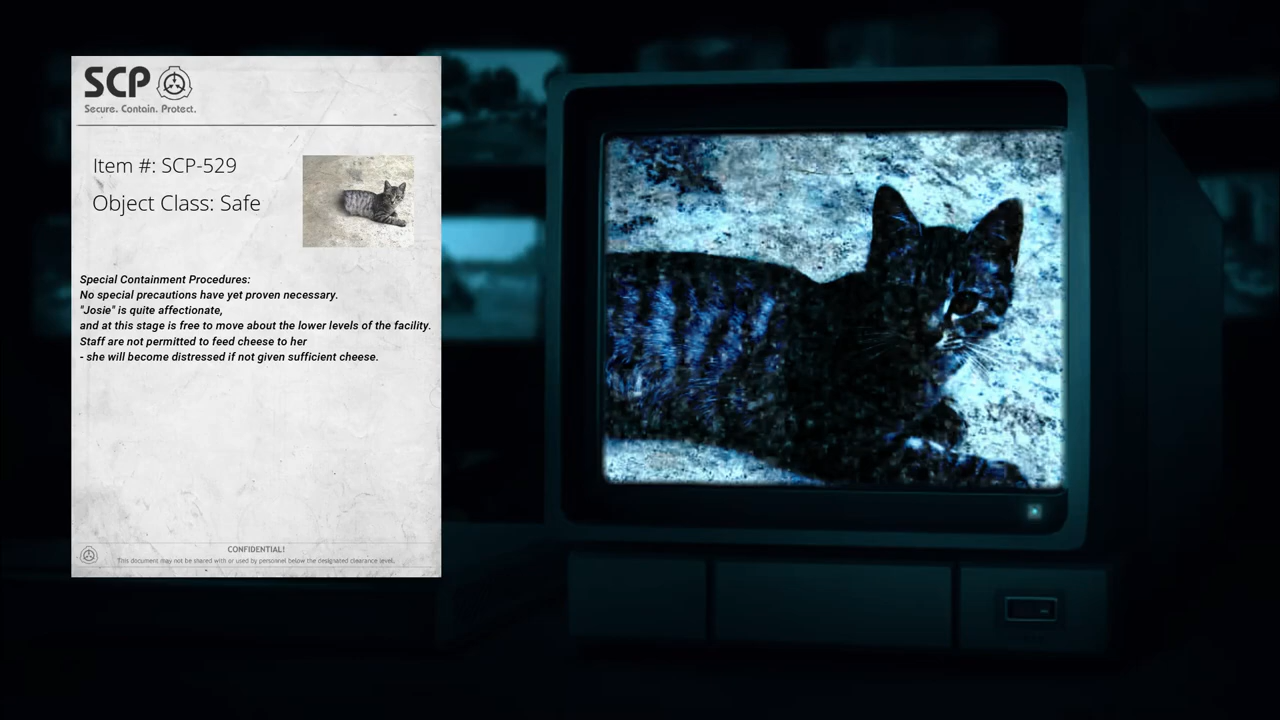 SCP
Secure. Contain. Protect.
Item #: SCP-529
Object Class: Safe
Special Containment Procedures:
No special precautions have yet proven necessary.
"Josie" is quite affectionate,
and at this stage is free to move about the lower levels of the facility.
Staff are not permitted to feed cheese to her
- she will become distressed if not given sufficient cheese.
CONFIDENTIAL!
This document may not be shared with or used by personnel below the designated clearance level.